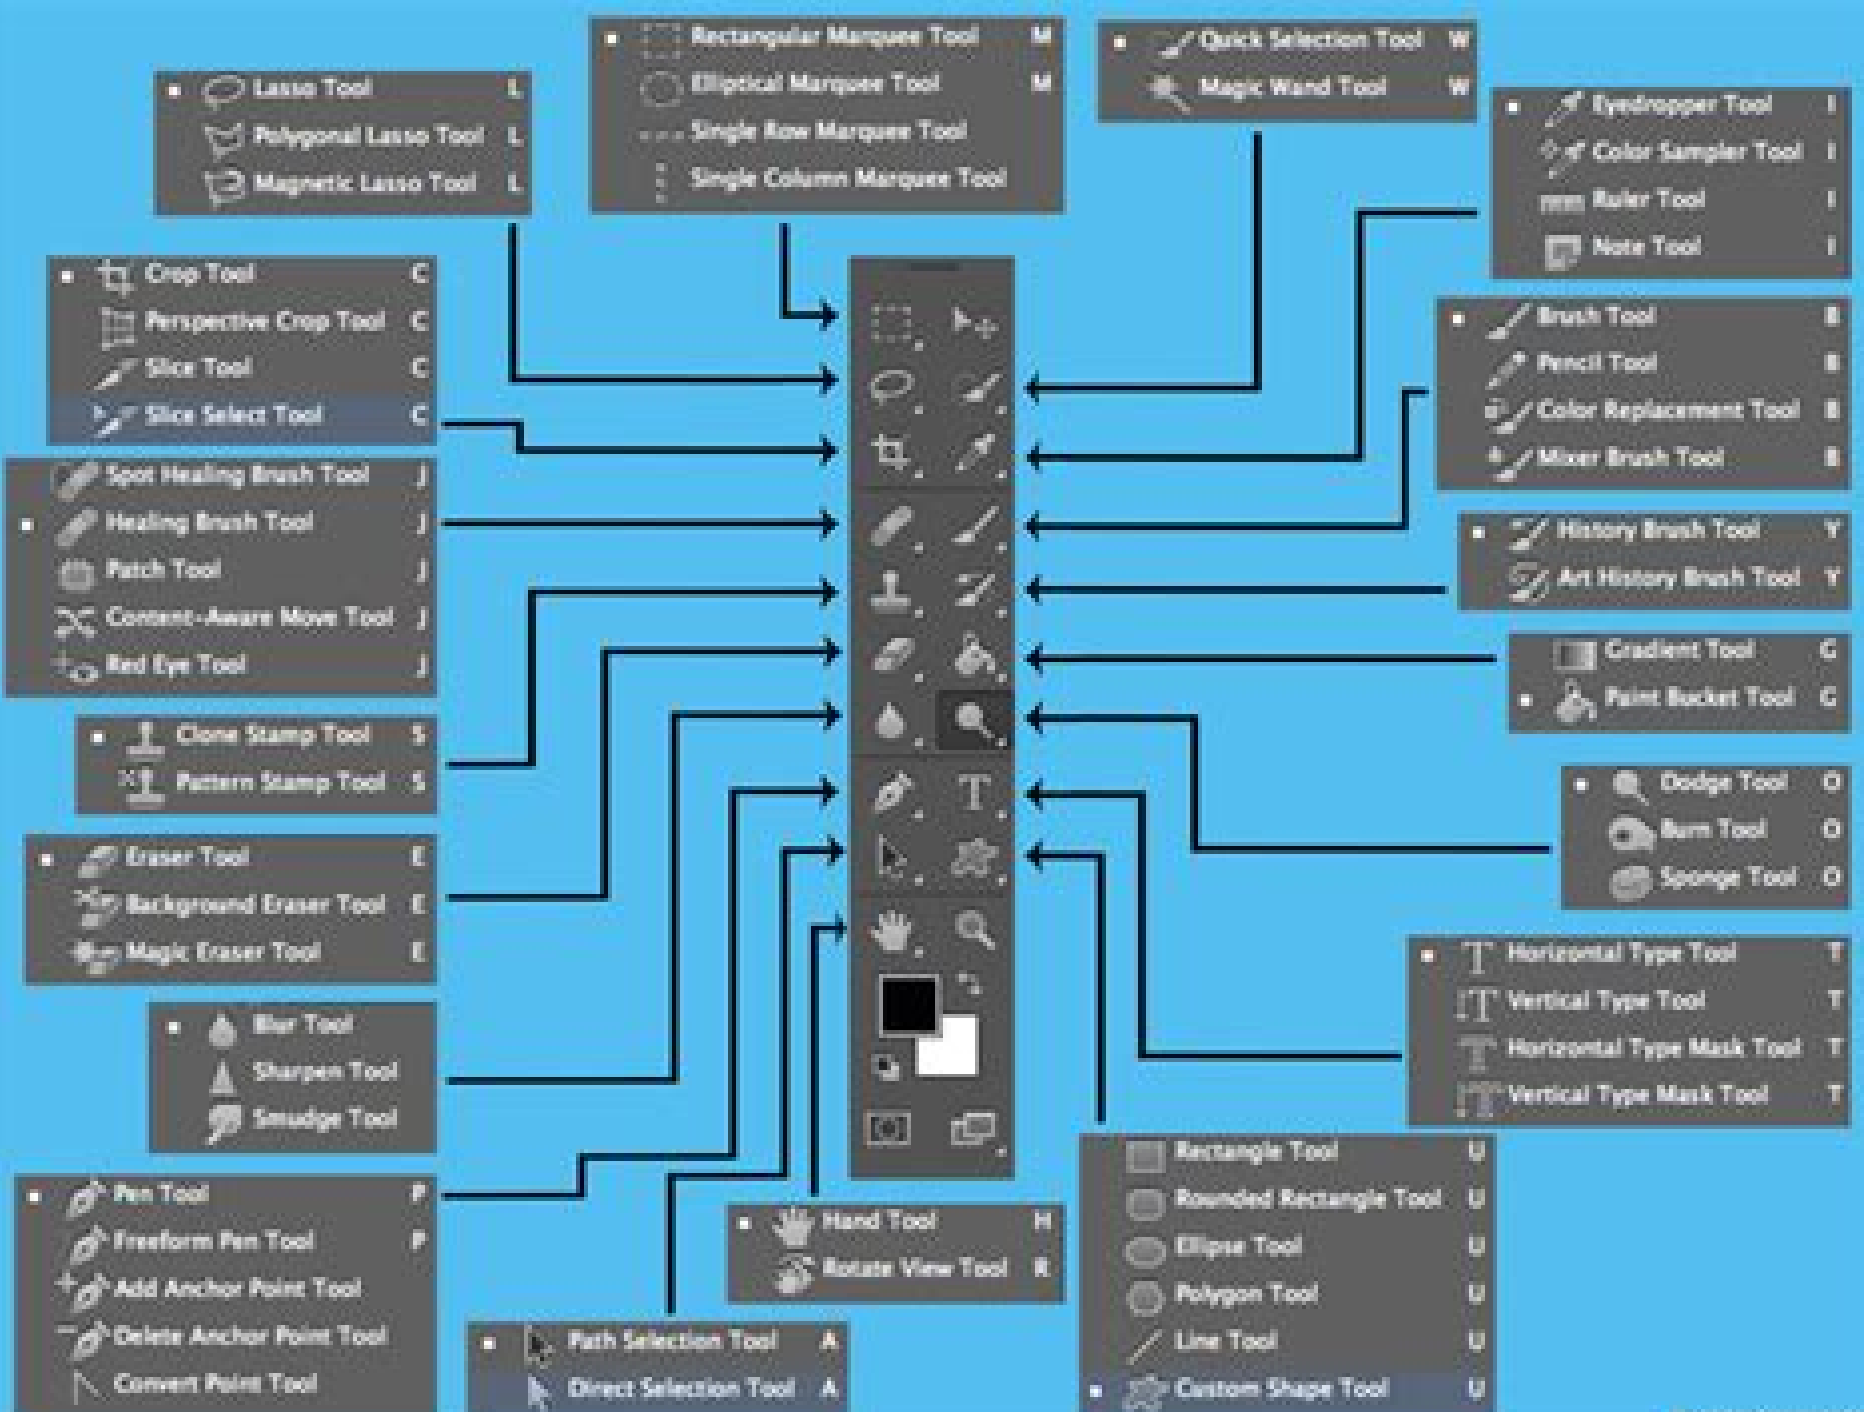 Lasso Tool L
Polygonal Lasso Tool L
Magnetic Lasso Tool L
Rectangular Marquee Tool M
Elliptical Marquee Tool M
Single Row Marquee Tool
Single Column Marquee Tool
Quick Selection Tool W
Magic Wand Tool W
Eyedropper Tool I
Color Sampler Tool I
Ruler Tool I
Note Tool I
Crop Tool C
Perspective Crop Tool C
Slice Tool C
Slice Select Tool C
Brush Tool B
Pencil Tool B
Color Replacement Tool B
Mixer Brush Tool B
Spot Healing Brush Tool J
Healing Brush Tool J
Patch Tool J
Content-Aware Move Tool J
Red Eye Tool J
History Brush Tool Y
Art History Brush Tool Y
Gradient Tool G
Paint Bucket Tool G
Clone Stamp Tool S
Pattern Stamp Tool S
Dodge Tool O
Burn Tool O
Sponge Tool O
Eraser Tool E
Background Eraser Tool E
Magic Eraser Tool E
Horizontal Type Tool T
Vertical Type Tool T
Horizontal Type Mask Tool T
Vertical Type Mask Tool T
Blur Tool
Sharpen Tool
Smudge Tool
Pen Tool P
Freeform Pen Tool P
Add Anchor Point Tool
Delete Anchor Point Tool
Convert Point Tool
Hand Tool H
Rotate View Tool R
Path Selection Tool A
Direct Selection Tool A
Rectangle Tool U
Rounded Rectangle Tool U
Ellipse Tool U
Polygon Tool U
Line Tool U
Custom Shape Tool U